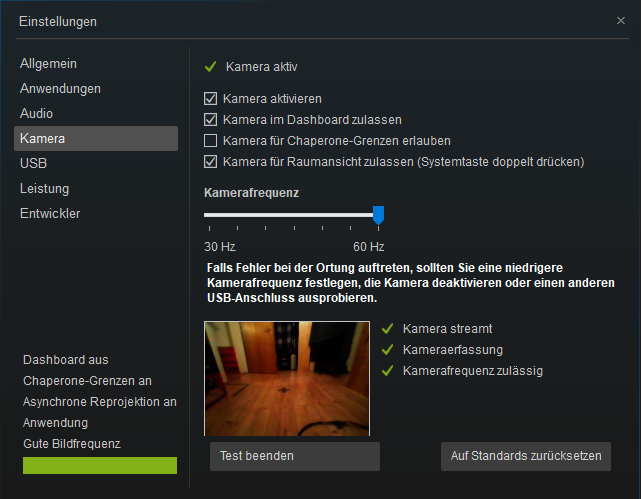 Einstellungen
Allgemein
Anwendungen
Audio
Kamera
USB
Leistung
Entwickler
Kamera aktiv
Kamera aktivieren
Kamera im Dashboard zulassen
Kamera für Chaperone-Grenzen erlauben
Kamera für Raumansicht zulassen (Systemtaste doppelt drücken)
Kamerafrequenz
30 Hz 60 Hz
Falls Fehler bei der Ortung auftreten, sollten Sie eine niedrigere
Kamerafrequenz festlegen, die Kamera deaktivieren oder einen anderen
USB-Anschluss ausprobieren.
Kamera streamt
Kameraerfassung
Kamerafrequenz zulässig
Dashboard aus
Chaperone-Grenzen an
Asynchrone Reprojektion an
Anwendung
Gute Bildfrequenz
Test beenden
Auf Standards zurücksetzen